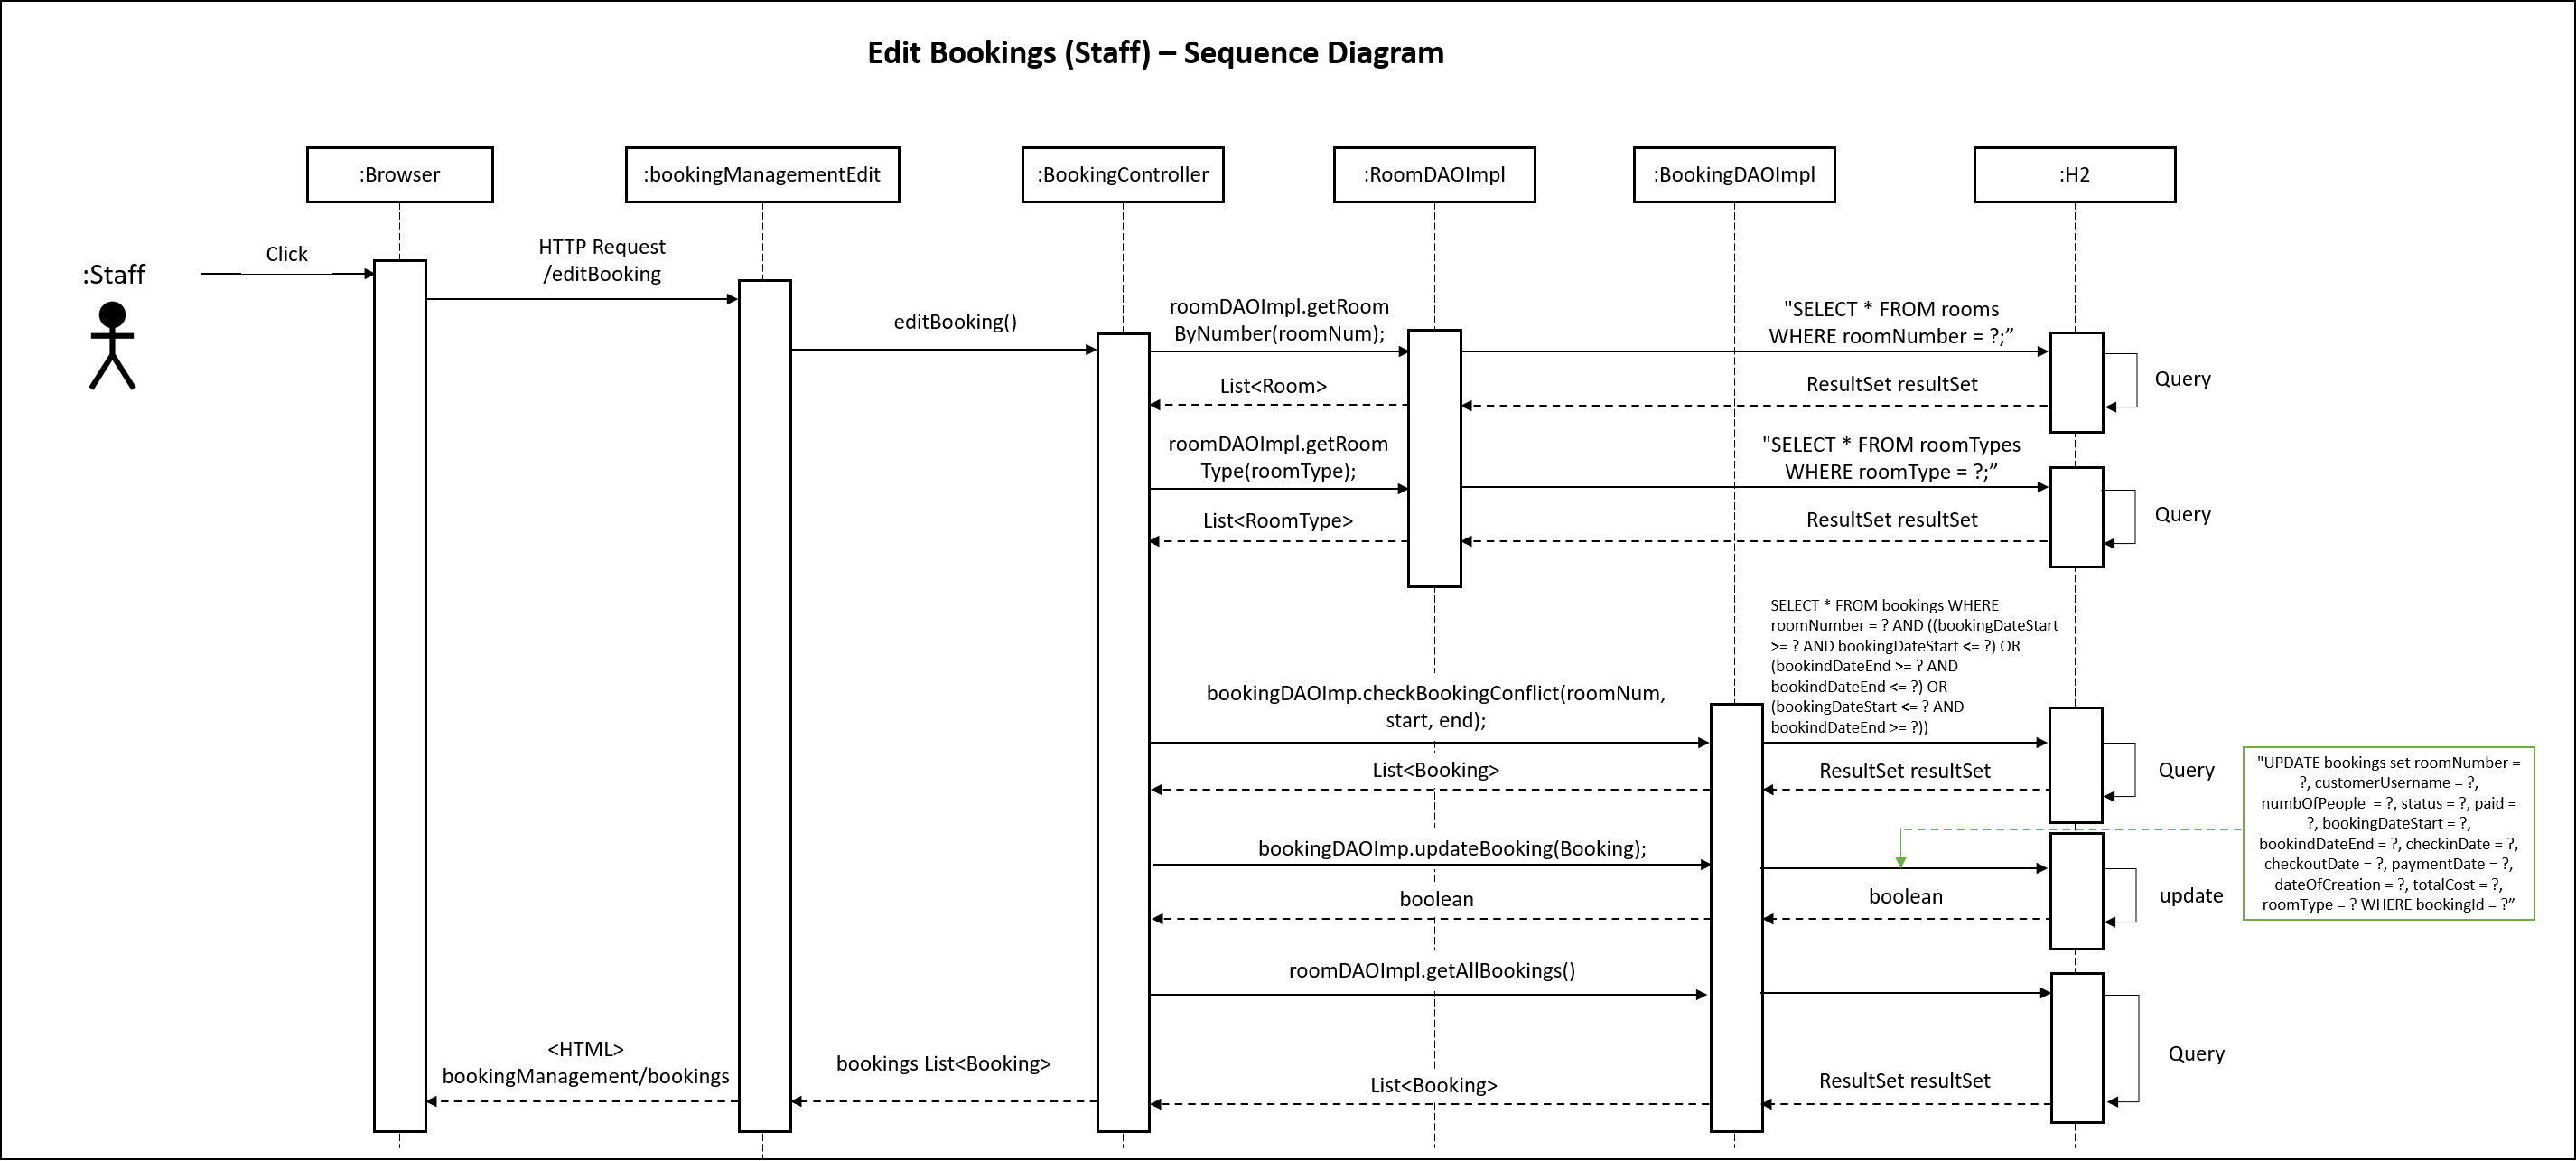 Edit Bookings (Staff) – Sequence Diagram
:Browser
:bookingManagementEdit
:BookingController
:RoomDAOImpl
:BookingDAOImpl
:H2
:Staff
Click
HTTP Request
/editBooking
editBooking()
roomDAOImpl.getRoom
ByNumber(roomNum);
"SELECT * FROM rooms
WHERE roomNumber = ?;”
List<Room>
ResultSet resultSet
Query
roomDAOImpl.getRoom
Type(roomType);
"SELECT * FROM roomTypes
WHERE roomType = ?;”
List<RoomType>
ResultSet resultSet
Query
SELECT * FROM bookings WHERE
roomNumber = ? AND ((bookingDateStart
>= ? AND bookingDateStart <= ?) OR
(bookindDateEnd >= ? AND
bookindDateEnd <= ?) OR
(bookingDateStart <= ? AND
bookindDateEnd >= ?))
bookingDAOImp.checkBookingConflict(roomNum,
start, end);
List<Booking>
ResultSet resultSet
Query
"UPDATE bookings set roomNumber =
?, customerUsername = ?,
numbOfPeople  = ?, status = ?, paid =
?, bookingDateStart = ?,
bookindDateEnd = ?, checkinDate = ?,
checkoutDate = ?, paymentDate = ?,
dateOfCreation = ?, totalCost = ?,
roomType = ? WHERE bookingId = ?”
bookingDAOImp.updateBooking(Booking);
boolean
boolean
update
roomDAOImpl.getAllBookings()
<HTML>
bookingManagement/bookings
bookings List<Booking>
List<Booking>
ResultSet resultSet
Query